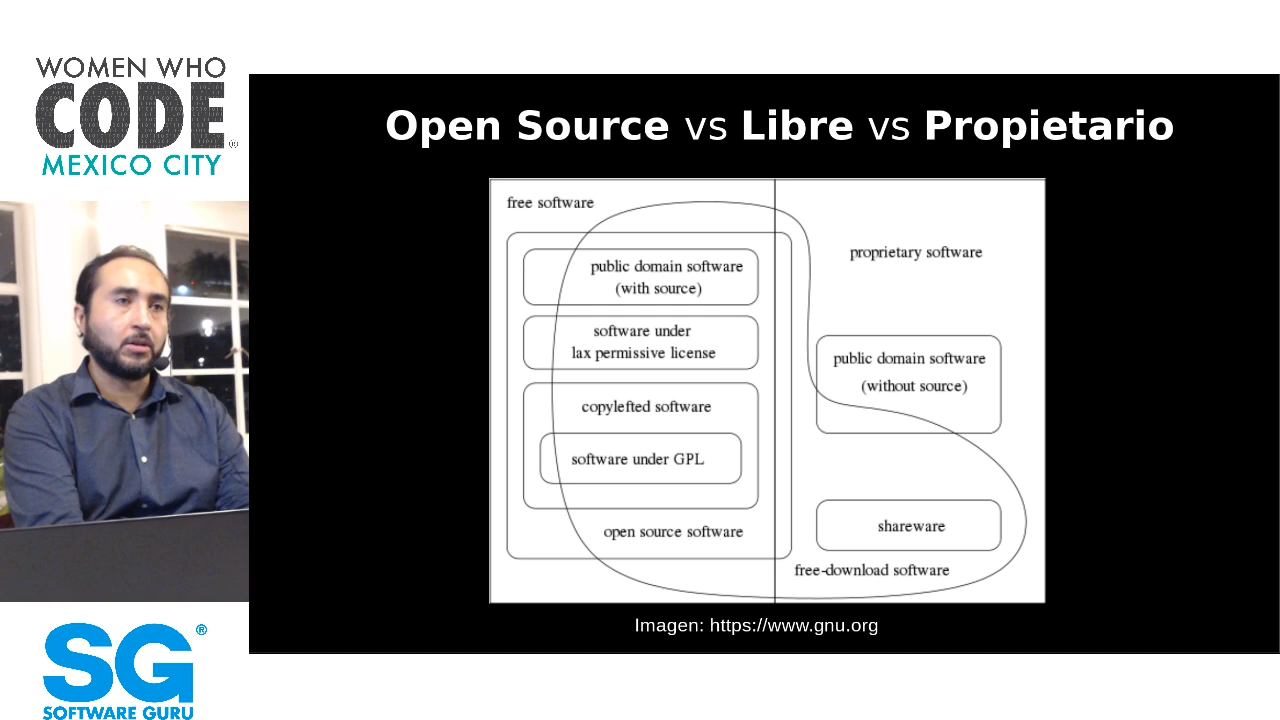 WOMEN WHO
CODE
MEXICO CITY
Open Source vs Libre vs Propietario
free software
public domain software
(with source)
software under
lax permissive license
copylefted software
software under GPL
open source software
proprietary software
public domain software
(without source)
shareware
free-download software
Imagen: https://www.gnu.org
SG®
SOFTWARE GURU